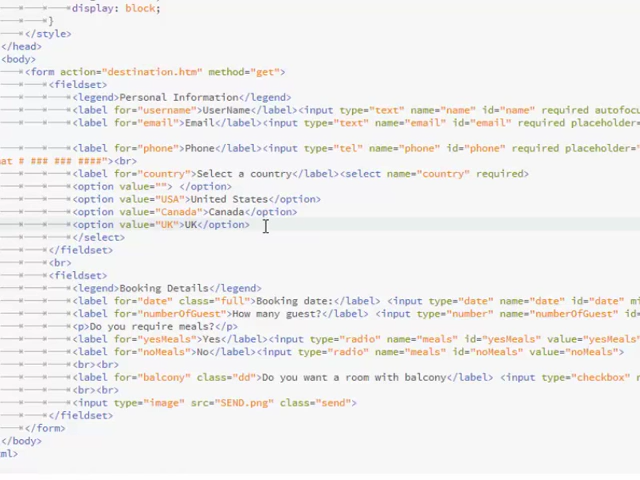 display: block;
}
</style>
</head>
<body>
<form action="destination.htm" method="get">
<fieldset>
<legend>Personal Information</legend>
<label for="username">UserName</label><input type="text" name="name" id="name" required autofocu
<label for="email">Email</label><input type="text" name="email" id="email" required placeholder=
<label for="phone">Phone</label><input type="tel" name="phone" id="phone" required placeholder=
at # ### ### ####"><br>
<label for="country">Select a country</label><select name="country" required>
<option value=""> </option>
<option value="USA">United States</option>
<option value="Canada">Canada</option>
<option value="UK">UK</option>
</select>
</fieldset>
<br>
<fieldset>
<legend>Booking Details</legend>
<label for="date" class="full">Booking date:</label> <input type="date" name="date" id="date" mi
<label for="numberOfGuest">How many guest?</label> <input type="number" name="numberOfGuest" id
<p>Do you require meals?</p>
<label for="yesMeals">Yes</label><input type="radio" name="meals" id="yesMeals" value="yesMeals"
<label for="noMeals">No</label><input type="radio" name="meals" id="noMeals" value="noMeals">
<br><br>
<label for="balcony" class="dd">Do you want a room with balcony</label> <input type="checkbox" n
<br><br>
<input type="image" src="SEND.png" class="send">
</fieldset>
</form>
</body>
ml>